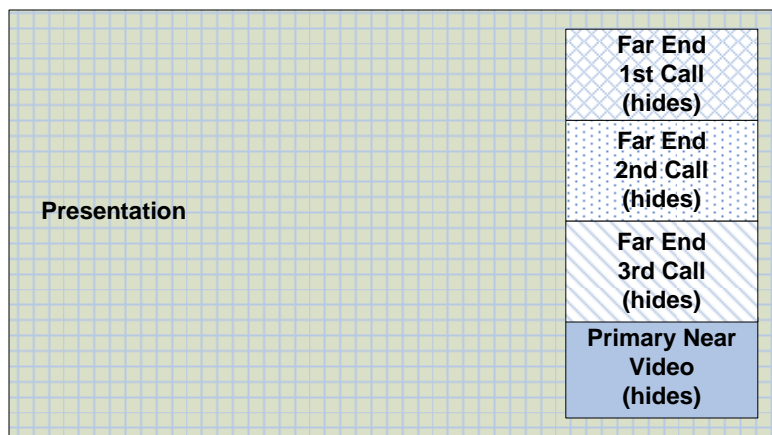 Far End
1st Call
(hides)
Far End
2nd Call
(hides)
Presentation
Far End
3rd Call
(hides)
Primary Near
Video
(hides)